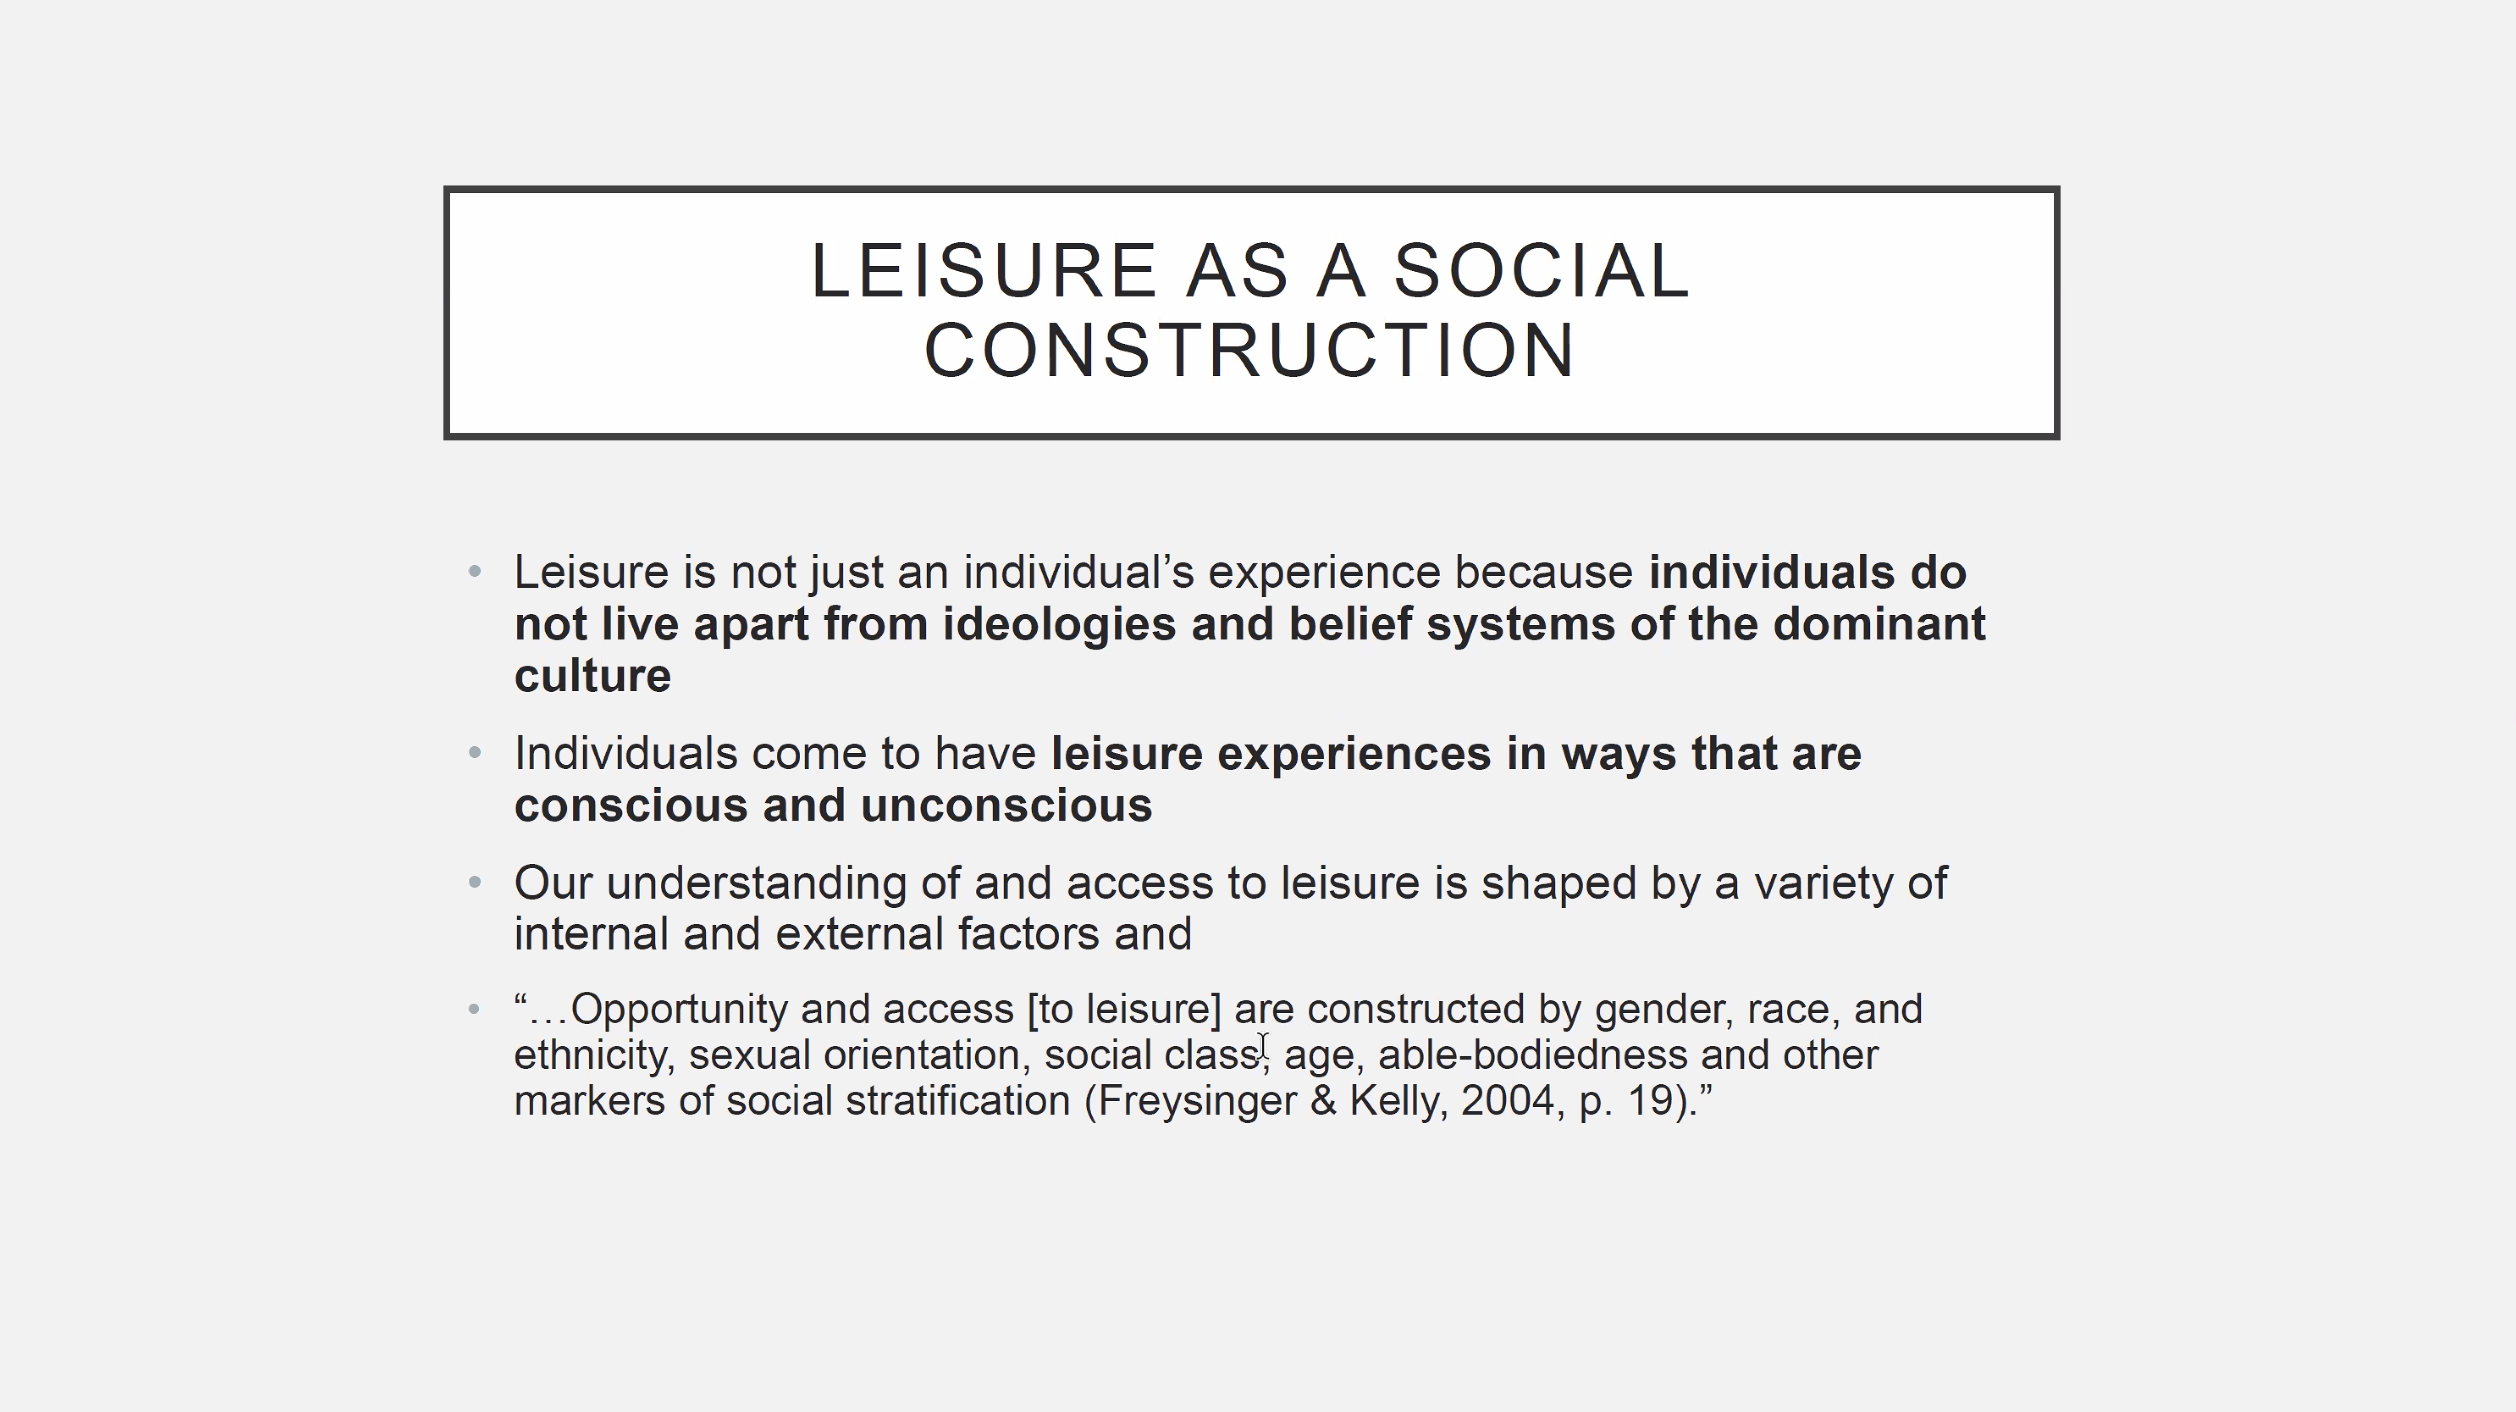 LEISURE AS A SOCIAL
CONSTRUCTION
• Leisure is not just an individual’s experience because individuals do
not live apart from ideologies and belief systems of the dominant
culture
• Individuals come to have leisure experiences in ways that are
conscious and unconscious
• Our understanding of and access to leisure is shaped by a variety of
internal and external factors and
• “…Opportunity and access [to leisure] are constructed by gender, race, and
ethnicity, sexual orientation, social class, age, able-bodiedness and other
markers of social stratification (Freysinger & Kelly, 2004, p. 19).”